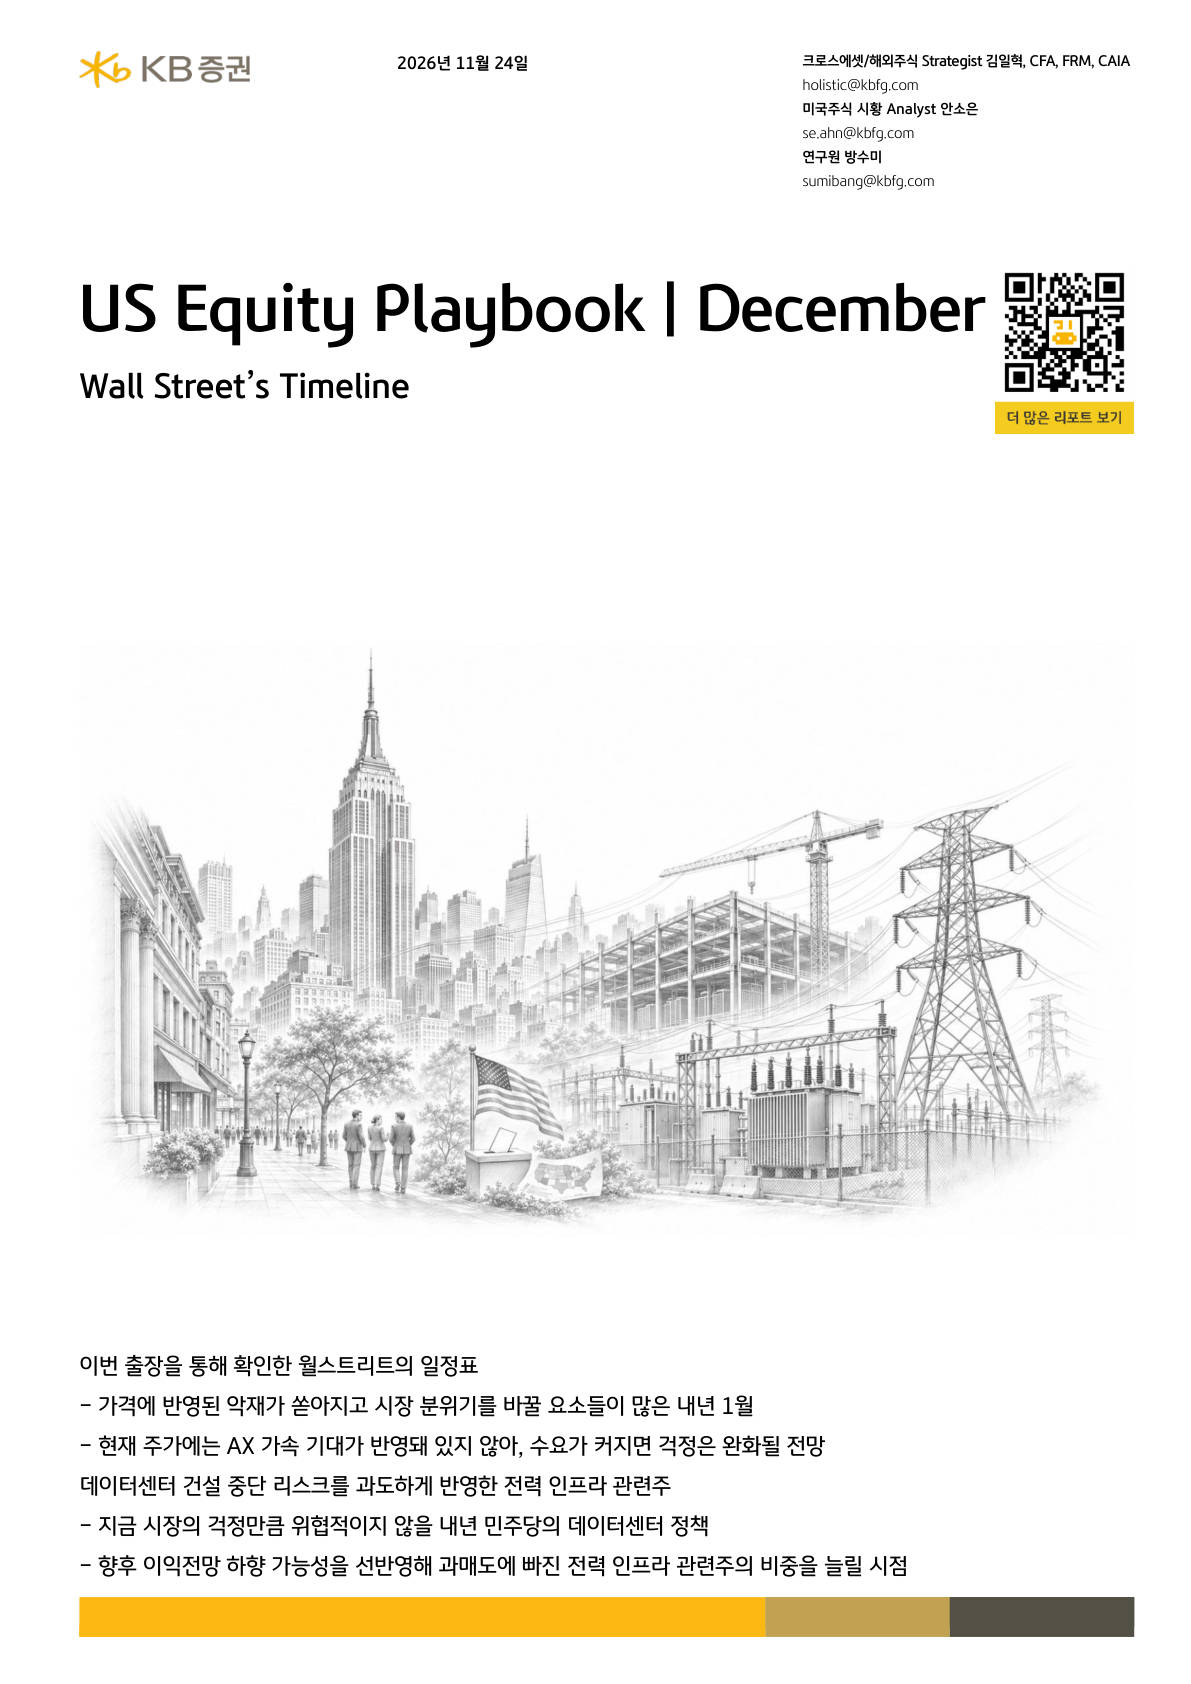 KB증권
2026년 11월 24일
크로스에셋/해외주식 Strategist 김일혁, CFA, FRM, CAIA
holistic@kbfg.com
미국주식 시황 Analyst 안소은
se.ahn@kbfg.com
연구원 방수미
sumibang@kbfg.com
US Equity Playbook | December
Wall Street’s Timeline
더 많은 리포트 보기
이번 출장을 통해 확인한 월스트리트의 일정표
– 가격에 반영된 악재가 쏟아지고 시장 분위기를 바꿀 요소들이 많은 내년 1월
– 현재 주가에는 AX 가속 기대가 반영돼 있지 않아, 수요가 커지면 걱정은 완화될 전망
데이터센터 건설 중단 리스크를 과도하게 반영한 전력 인프라 관련주
– 지금 시장의 걱정만큼 위협적이지 않을 내년 민주당의 데이터센터 정책
– 향후 이익전망 하향 가능성을 선반영해 과매도에 빠진 전력 인프라 관련주의 비중을 늘릴 시점